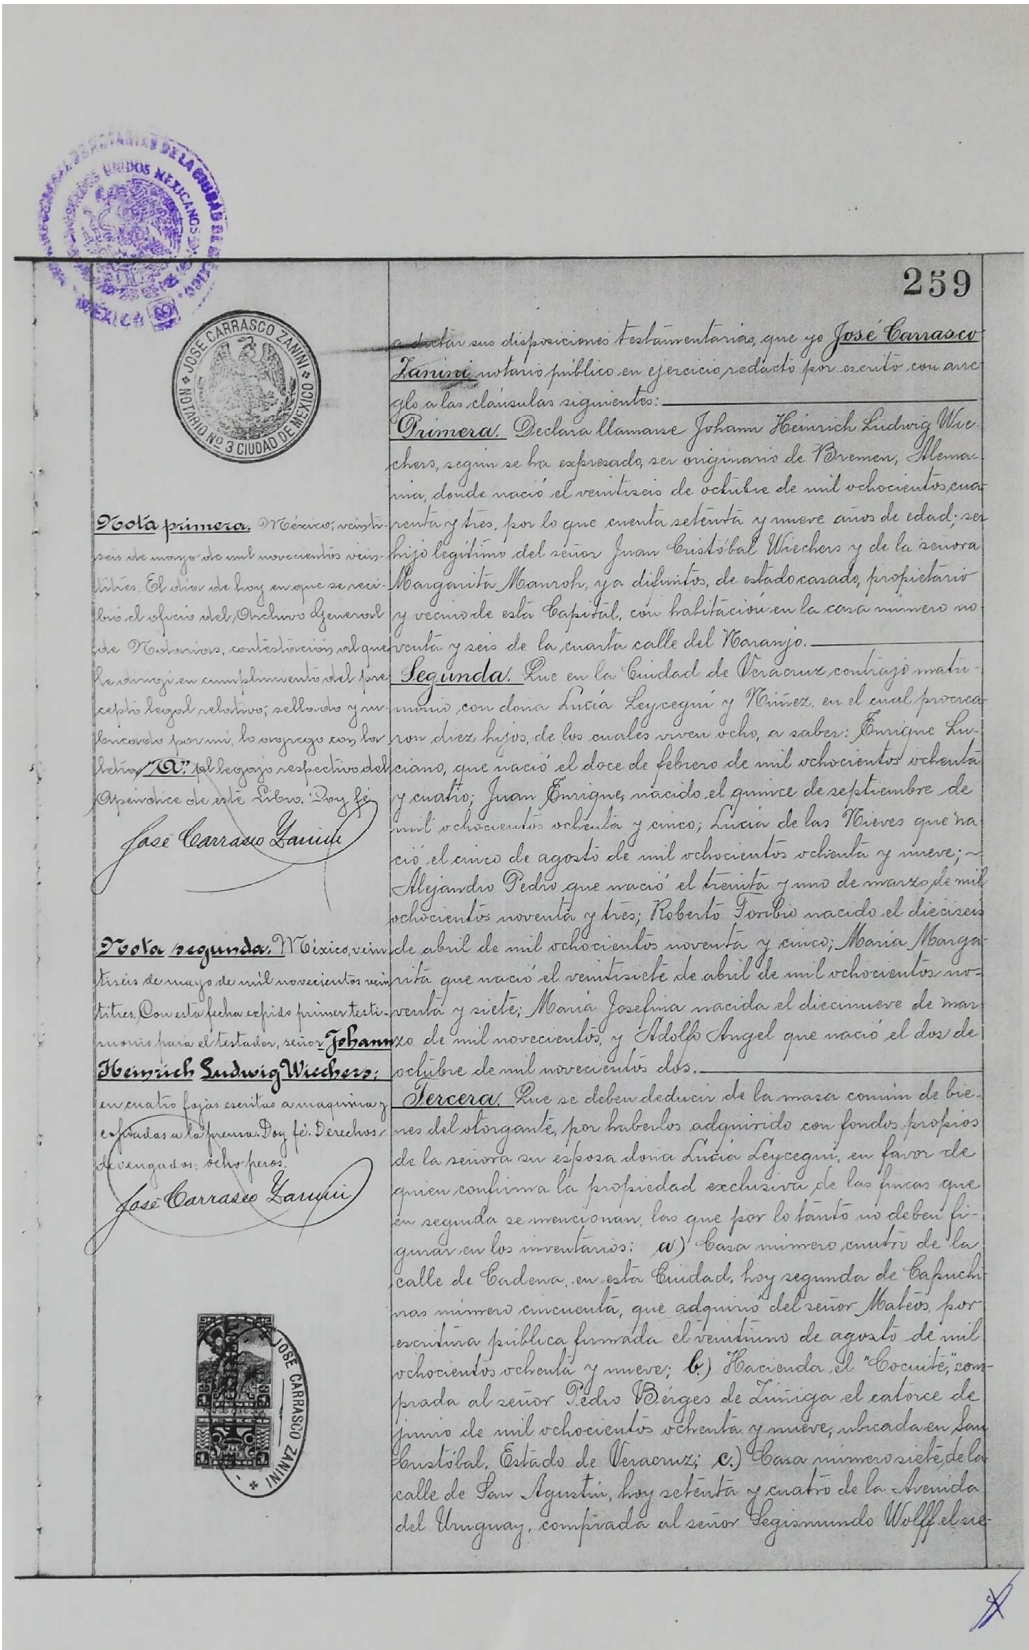 259
JOSÉ CARRASCO ZANINI
NOTARIO Nº 3 CIUDAD DE MEXICO
ESTADOS UNIDOS MEXICANOS
MÉXICO
a dictar sus disposiciones testamentarias, que yo José Carrasco
Zanini notario público en ejercicio, redacto por escrito con arre-
glo a las cláusulas siguientes:
Primera. Declara llamarse Johann Heinrich Ludwig Wie-
chers, según se ha expresado, ser originario de Bremen, Alema-
nia, donde nació el veintiseis de octubre de mil ochocientos cua-
renta y tres, por lo que cuenta setenta y nueve años de edad; ser
hijo legítimo del señor Juan Cristóbal Wiechers y de la señora
Margarita Manroh, ya difuntos, de estado casado, propietario
y vecino de esta Capital, con habitación en la casa número no-
venta y seis de la cuarta calle del Naranjo.
Segunda. Que en la Ciudad de Veracruz contrajo matri-
monio con doña Lucía Leycegui y Núñez, en el cual procrea-
ron diez hijos, de los cuales viven ocho, a saber: Enrique Lu-
ciano, que nació el doce de febrero de mil ochocientos ochenta
y cuatro; Juan Enrique, nacido el quince de septiembre de
mil ochocientos ochenta y cinco; Lucía de las Nieves que na-
ció el cinco de agosto de mil ochocientos ochenta y nueve;
Alejandro Pedro que nació el treinta y uno de marzo de mil
ochocientos noventa y tres; Roberto Toribio nacido el dieciseis
de abril de mil ochocientos noventa y cinco; María Marga-
rita que nació el veintisiete de abril de mil ochocientos no-
venta y siete; María Josefina nacida el diecinueve de mar-
zo de mil novecientos, y Adolfo Angel que nació el dos de
octubre de mil novecientos dos.
Tercera. Que se deben deducir de la masa común de bie-
nes del otorgante, por haberlos adquirido con fondos propios
de la señora su esposa doña Lucía Leycegui, en favor de
quien confirma la propiedad exclusiva, de las fincas que
en seguida se mencionan, las que por lo tanto no deben fi-
gurar en los inventarios: a) Casa número cuatro de la
calle de Cadena, en esta Ciudad, hoy segunda de Capuchi-
nas número cincuenta, que adquirió del señor Mateos, por
escritura pública firmada el veintiuno de agosto de mil
ochocientos ochenta y nueve; b.) Hacienda el "Cocuite", com-
prada al señor Pedro Bérges de Zúñiga el catorce de
junio de mil ochocientos ochenta y nueve, ubicada en San
Cristóbal, Estado de Veracruz; c.) Casa número siete, de la
calle de San Agustín, hoy setenta y cuatro de la Avenida
del Uruguay, comprada al señor Segismundo Wolff el sie-
Nota primera. México, veinti-
seis de mayo de mil novecientos vein-
titres. El día de hoy en que se reci-
bió el oficio del Archivo General
de Notarías, contestación al que
le dirigí en cumplimiento del pre-
cepto legal relativo; sellado y ru-
bricado por mí, lo agrego con la
letra "A" al legajo respectivo del
Apéndice de este Libro. Doy fé.
José Carrasco Zanini
Nota segunda. México, vein-
tiseis de mayo de mil novecientos vein-
titres. Con esta fecha expido primer testi-
monio para el testador, señor Johann
Heinrich Ludwig Wiechers;
en cuatro fojas escritas a máquina y
a la prensa. Doy fé. Derechos
devengados: ocho pesos.
José Carrasco Zanini
JOSÉ CARRASCO ZANINI